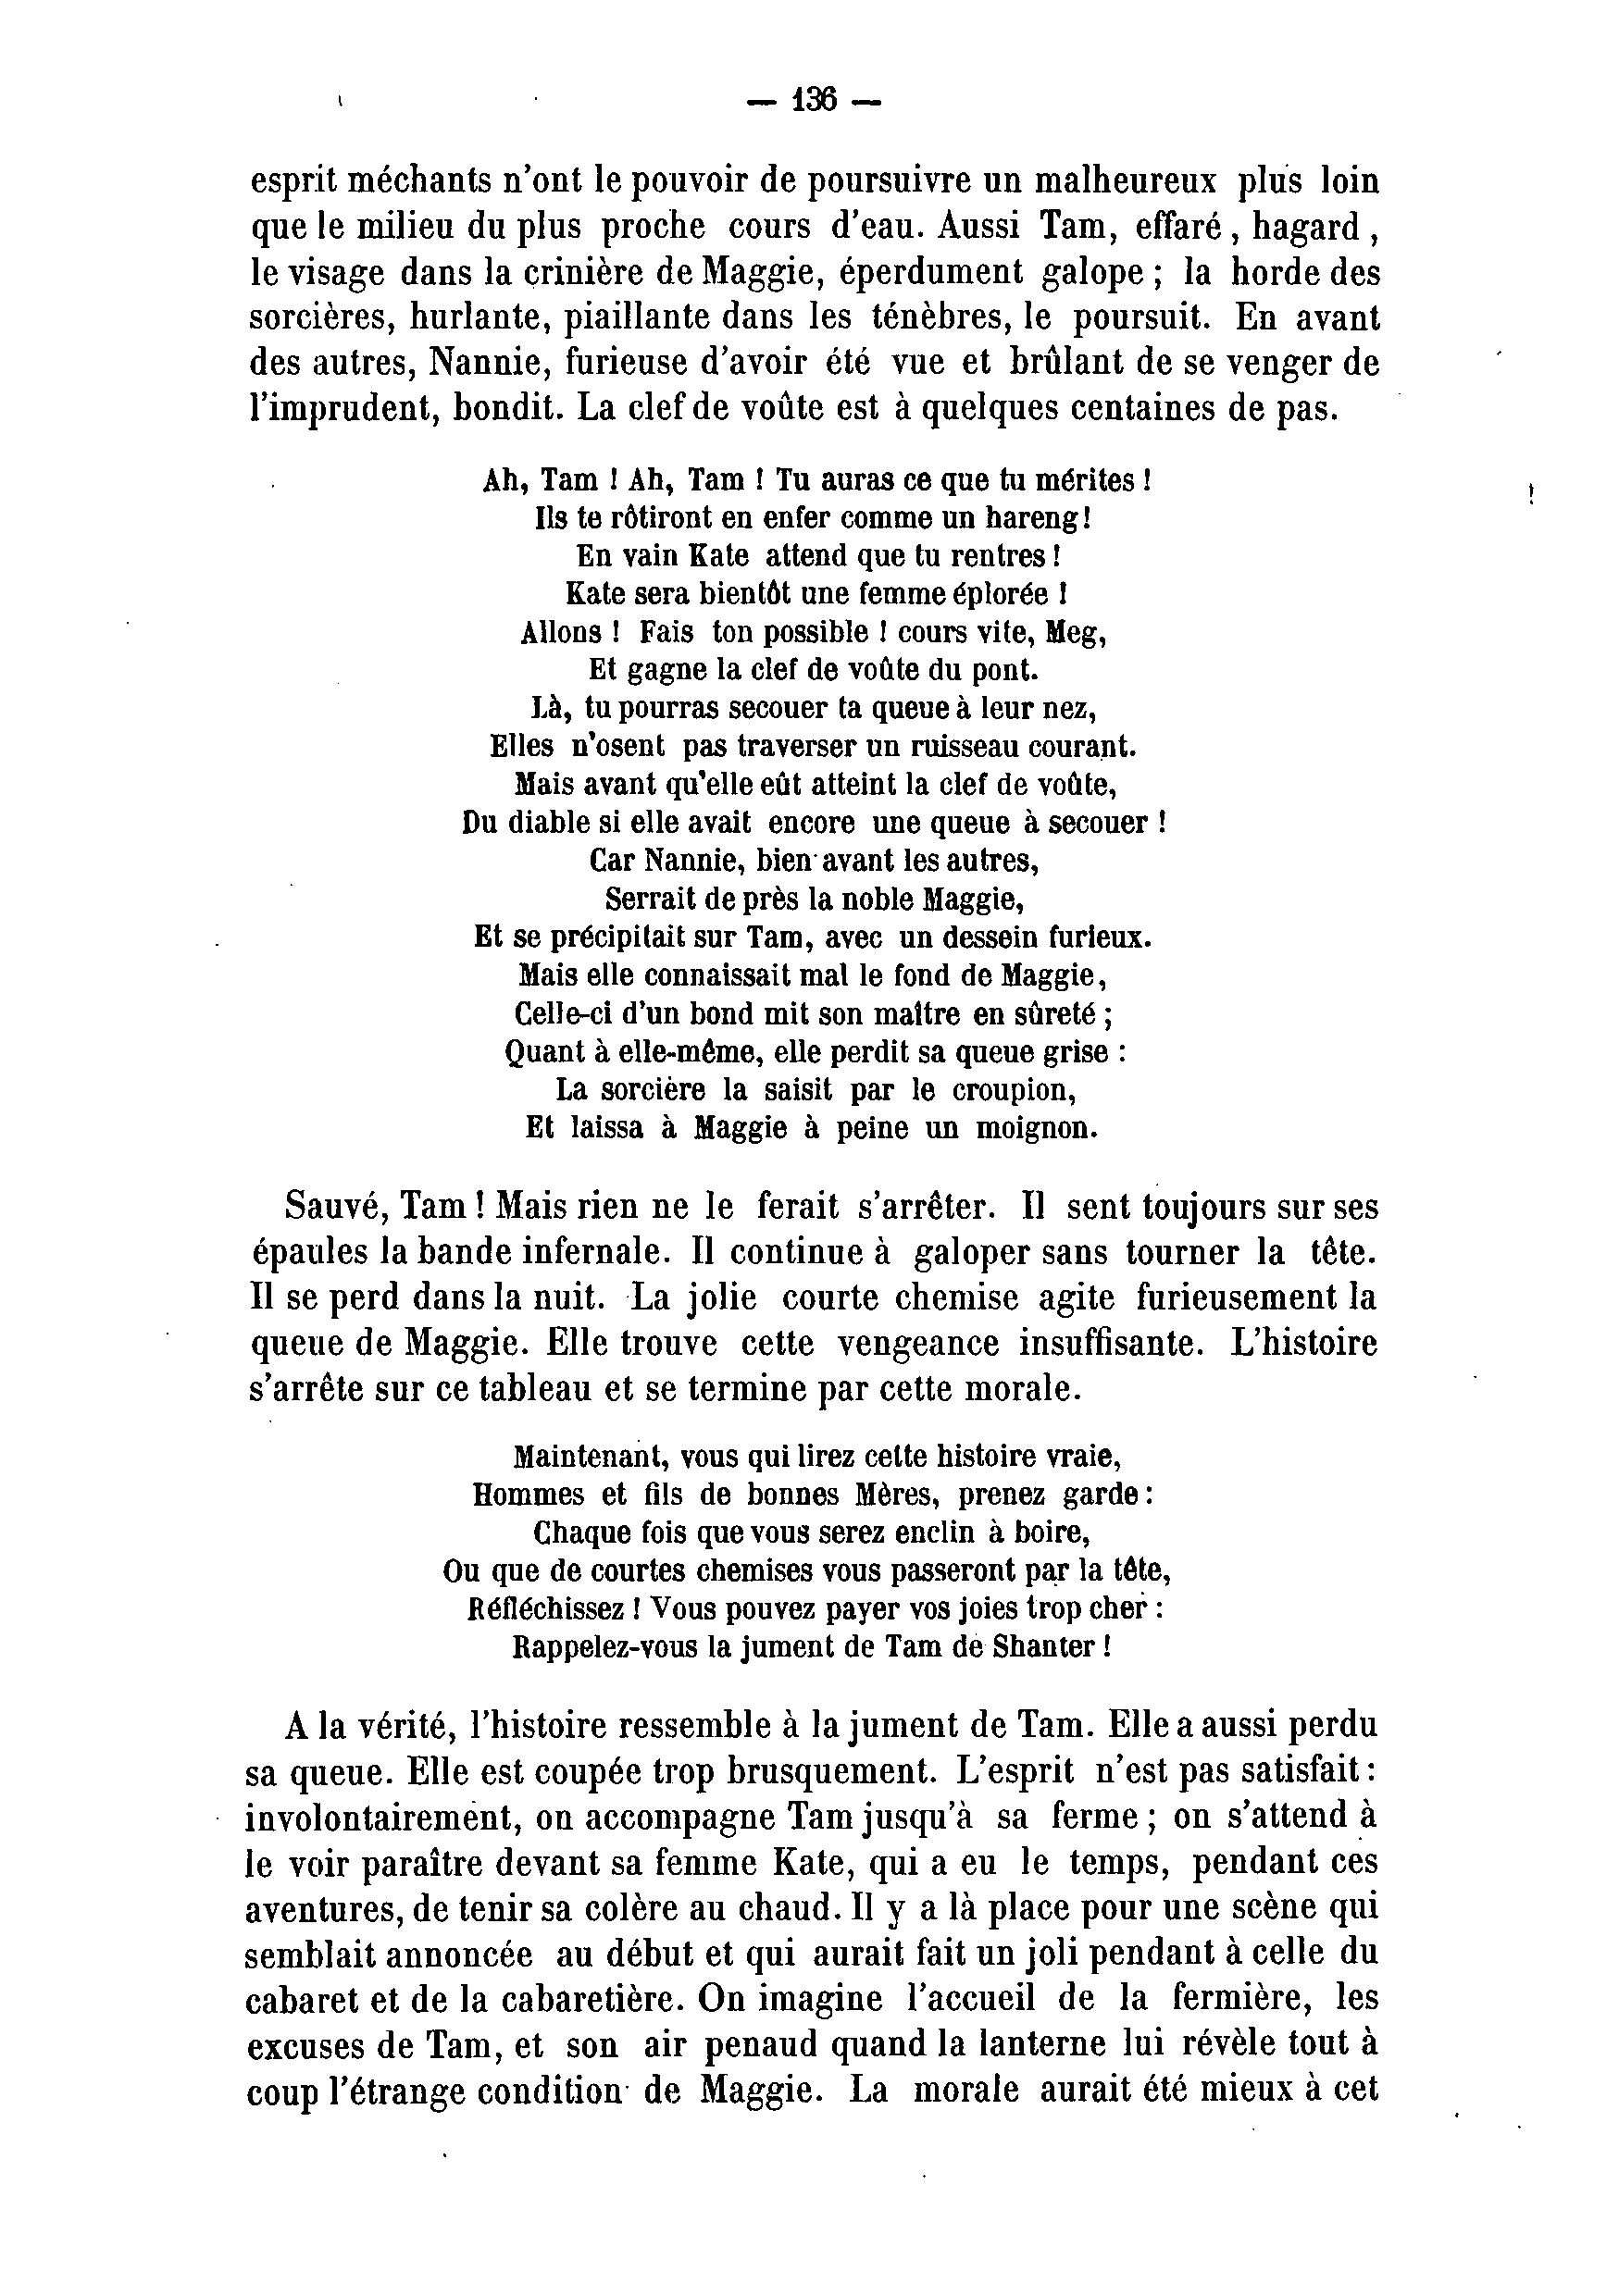 — 136 —
esprit méchants n'ont le pouvoir de poursuivre un malheureux plus loin
que le milieu du plus proche cours d'eau. Aussi Tam, effaré, hagard,
le visage dans la crinière de Maggie, éperdument galope ; la horde des
sorcières, hurlante, piaillante dans les ténèbres, le poursuit. En avant
des autres, Nannie, furieuse d'avoir été vue et brûlant de se venger de
l'imprudent, bondit. La clef de voûte est à quelques centaines de pas.
Ah, Tam ! Ah, Tam ! Tu auras ce que tu mérites !
Ils te rôtiront en enfer comme un hareng !
En vain Kate attend que tu rentres !
Kate sera bientôt une femme éplorée !
Allons ! Fais ton possible ! cours vite, Meg,
Et gagne la clef de voûte du pont.
Là, tu pourras secouer ta queue à leur nez,
Elles n'osent pas traverser un ruisseau courant.
Mais avant qu'elle eût atteint la clef de voûte,
Du diable si elle avait encore une queue à secouer !
Car Nannie, bien avant les autres,
Serrait de près la noble Maggie,
Et se précipitait sur Tam, avec un dessein furieux.
Mais elle connaissait mal le fond de Maggie,
Celle-ci d'un bond mit son maître en sûreté ;
Quant à elle-même, elle perdit sa queue grise :
La sorcière la saisit par le croupion,
Et laissa à Maggie à peine un moignon.
Sauvé, Tam ! Mais rien ne le ferait s'arrêter. Il sent toujours sur ses
épaules la bande infernale. Il continue à galoper sans tourner la tête.
Il se perd dans la nuit. La jolie courte chemise agite furieusement la
queue de Maggie. Elle trouve cette vengeance insuffisante. L'histoire
s'arrête sur ce tableau et se termine par cette morale.
Maintenant, vous qui lirez cette histoire vraie,
Hommes et fils de bonnes Mères, prenez garde :
Chaque fois que vous serez enclin à boire,
Ou que de courtes chemises vous passeront par la tête,
Réfléchissez ! Vous pouvez payer vos joies trop cher :
Rappelez-vous la jument de Tam de Shanter !
A la vérité, l'histoire ressemble à la jument de Tam. Elle a aussi perdu
sa queue. Elle est coupée trop brusquement. L'esprit n'est pas satisfait :
involontairement, on accompagne Tam jusqu'à sa ferme ; on s'attend à
le voir paraître devant sa femme Kate, qui a eu le temps, pendant ces
aventures, de tenir sa colère au chaud. Il y a là place pour une scène qui
semblait annoncée au début et qui aurait fait un joli pendant à celle du
cabaret et de la cabaretière. On imagine l'accueil de la fermière, les
excuses de Tam, et son air penaud quand la lanterne lui révèle tout à
coup l'étrange condition de Maggie. La morale aurait été mieux à cet